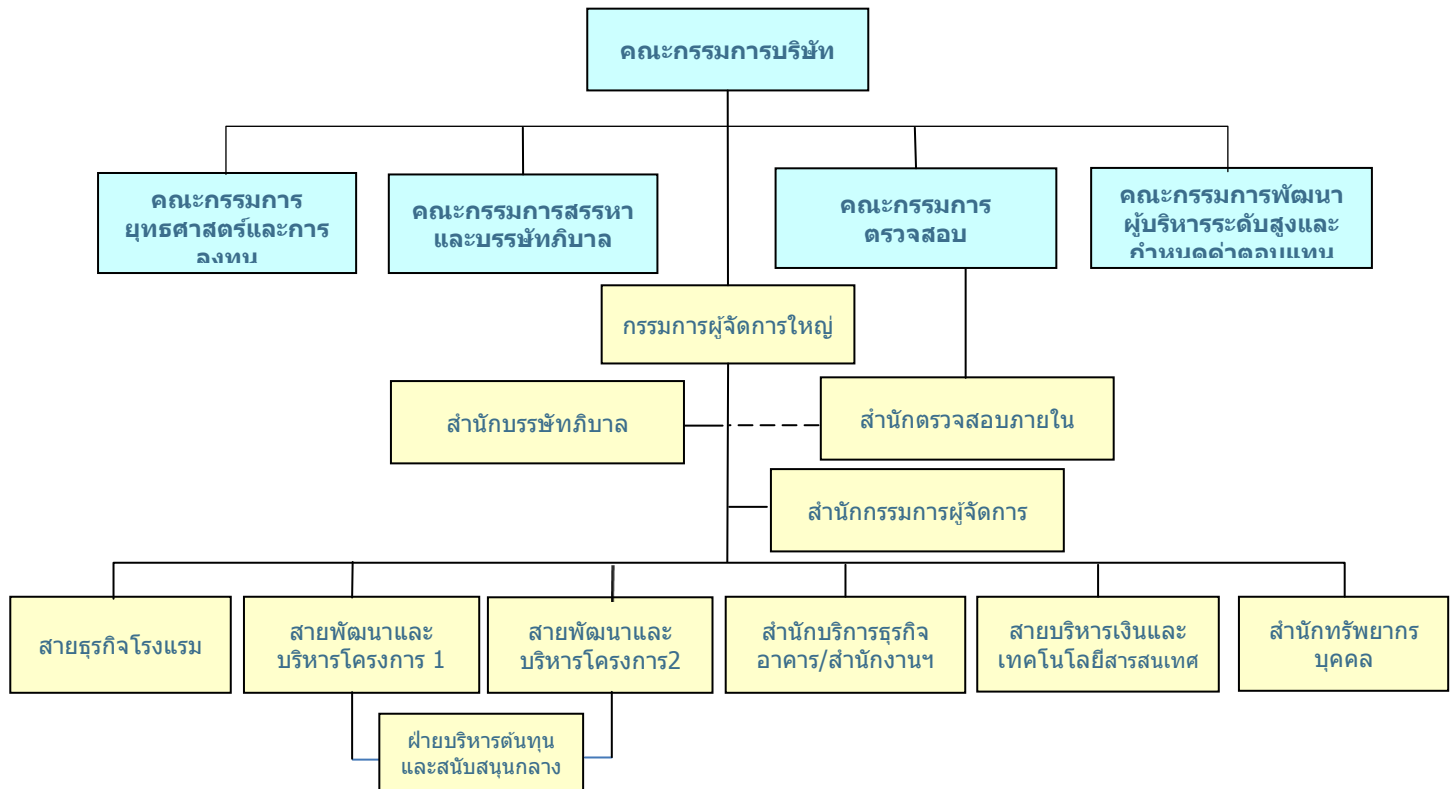 คณะกรรมการบริษัท
คณะกรรมการ
ยุทธศาสตร์และการ
ลงทุน
คณะกรรมการสรรหา
และบรรษัทภิบาล
คณะกรรมการ
ตรวจสอบ
คณะกรรมการพัฒนา
ผู้บริหารระดับสูงและ
กำหนดค่าตอบแทน
กรรมการผู้จัดการใหญ่
สำนักบรรษัทภิบาล
สำนักตรวจสอบภายใน
สำนักกรรมการผู้จัดการ
สายธุรกิจโรงแรม
สายพัฒนาและ
บริหารโครงการ 1
สายพัฒนาและ
บริหารโครงการ2
สำนักบริการธุรกิจ
อาคาร/สำนักงานฯ
สายบริหารเงินและ
เทคโนโลยีสารสนเทศ
สำนักทรัพยากร
บุคคล
ฝ่ายบริหารต้นทุน
และสนับสนุนกลาง